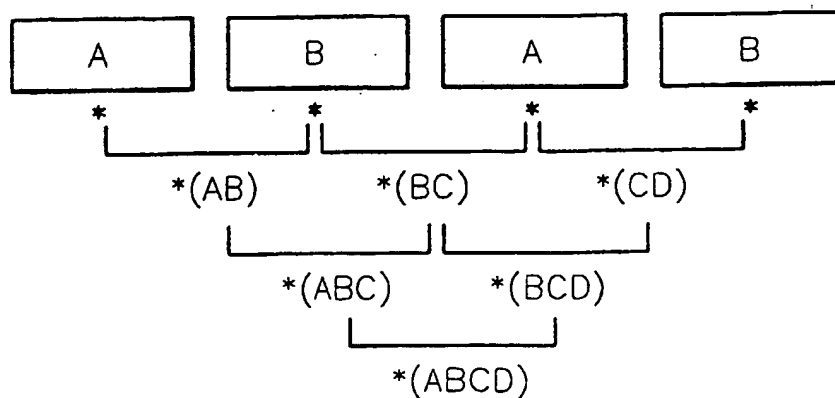 A B A B
* * * *
*(AB) *(BC) *(CD)
*(ABC) *(BCD)
*(ABCD)